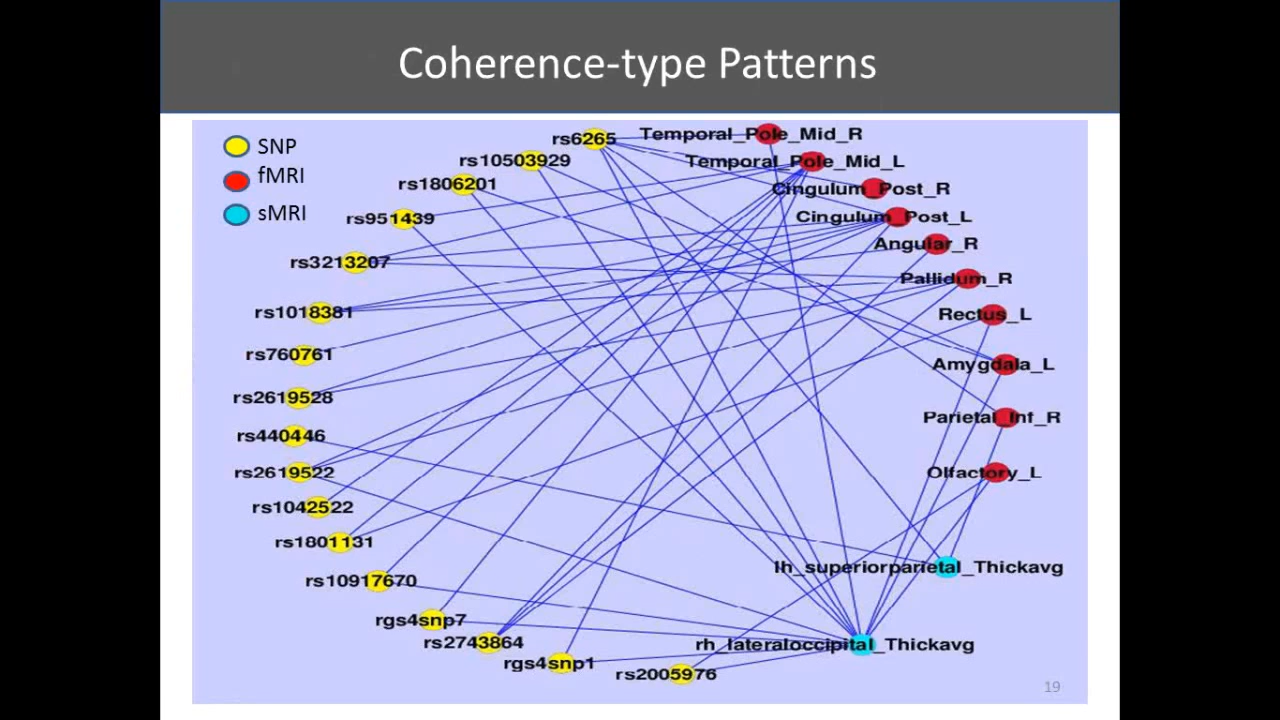 Coherence-type Patterns
SNP
fMRI
sMRI
rs6265
rs10503929
rs1806201
rs951439
rs3213207
rs1018381
rs760761
rs2619528
rs440446
rs2619522
rs1042522
rs1801131
rs10917670
rgs4snp7
rs2743864
rgs4snp1
rs2005976
Temporal_Pole_Mid_R
Temporal_Pole_Mid_L
Cingulum_Post_R
Cingulum_Post_L
Angular_R
Pallidum_R
Rectus_L
Amygdala_L
Parietal_Inf_R
Olfactory_L
lh_superiorparietal_Thickavg
rh_lateraloccipital_Thickavg
19